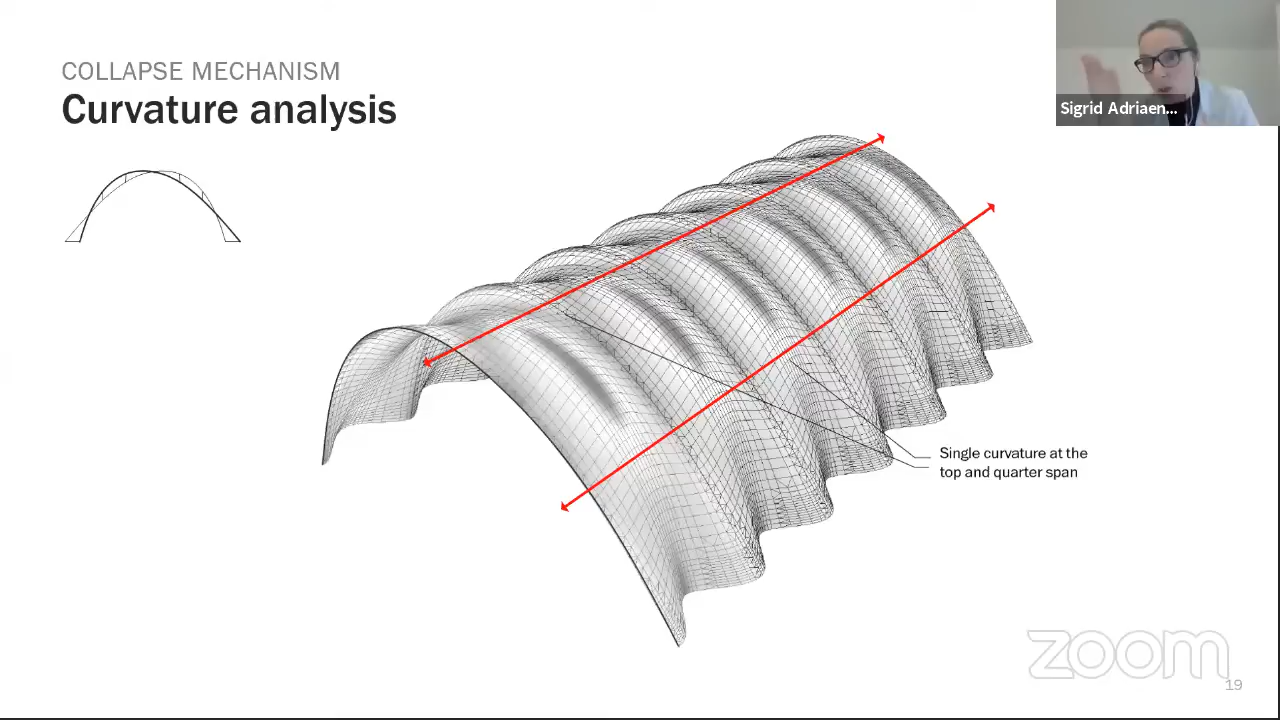 COLLAPSE MECHANISM
Curvature analysis
Sigrid Adriaen...
Single curvature at the
top and quarter span
zoom
19